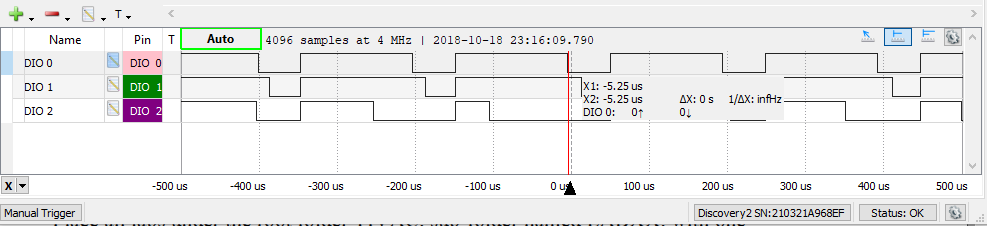 T
Name Pin T Auto 4096 samples at 4 MHz | 2018-10-18 23:16:09.790
DIO 0 DIO 0
DIO 1 DIO 1
DIO 2 DIO 2
X1: -5.25 us
X2: -5.25 us ΔX: 0 s 1/ΔX: infHz
DIO 0: 0↑ 0↓
X -500 us -400 us -300 us -200 us -100 us 0 us 100 us 200 us 300 us 400 us 500 us
Manual Trigger Discovery2 SN:210321A968EF Status: OK